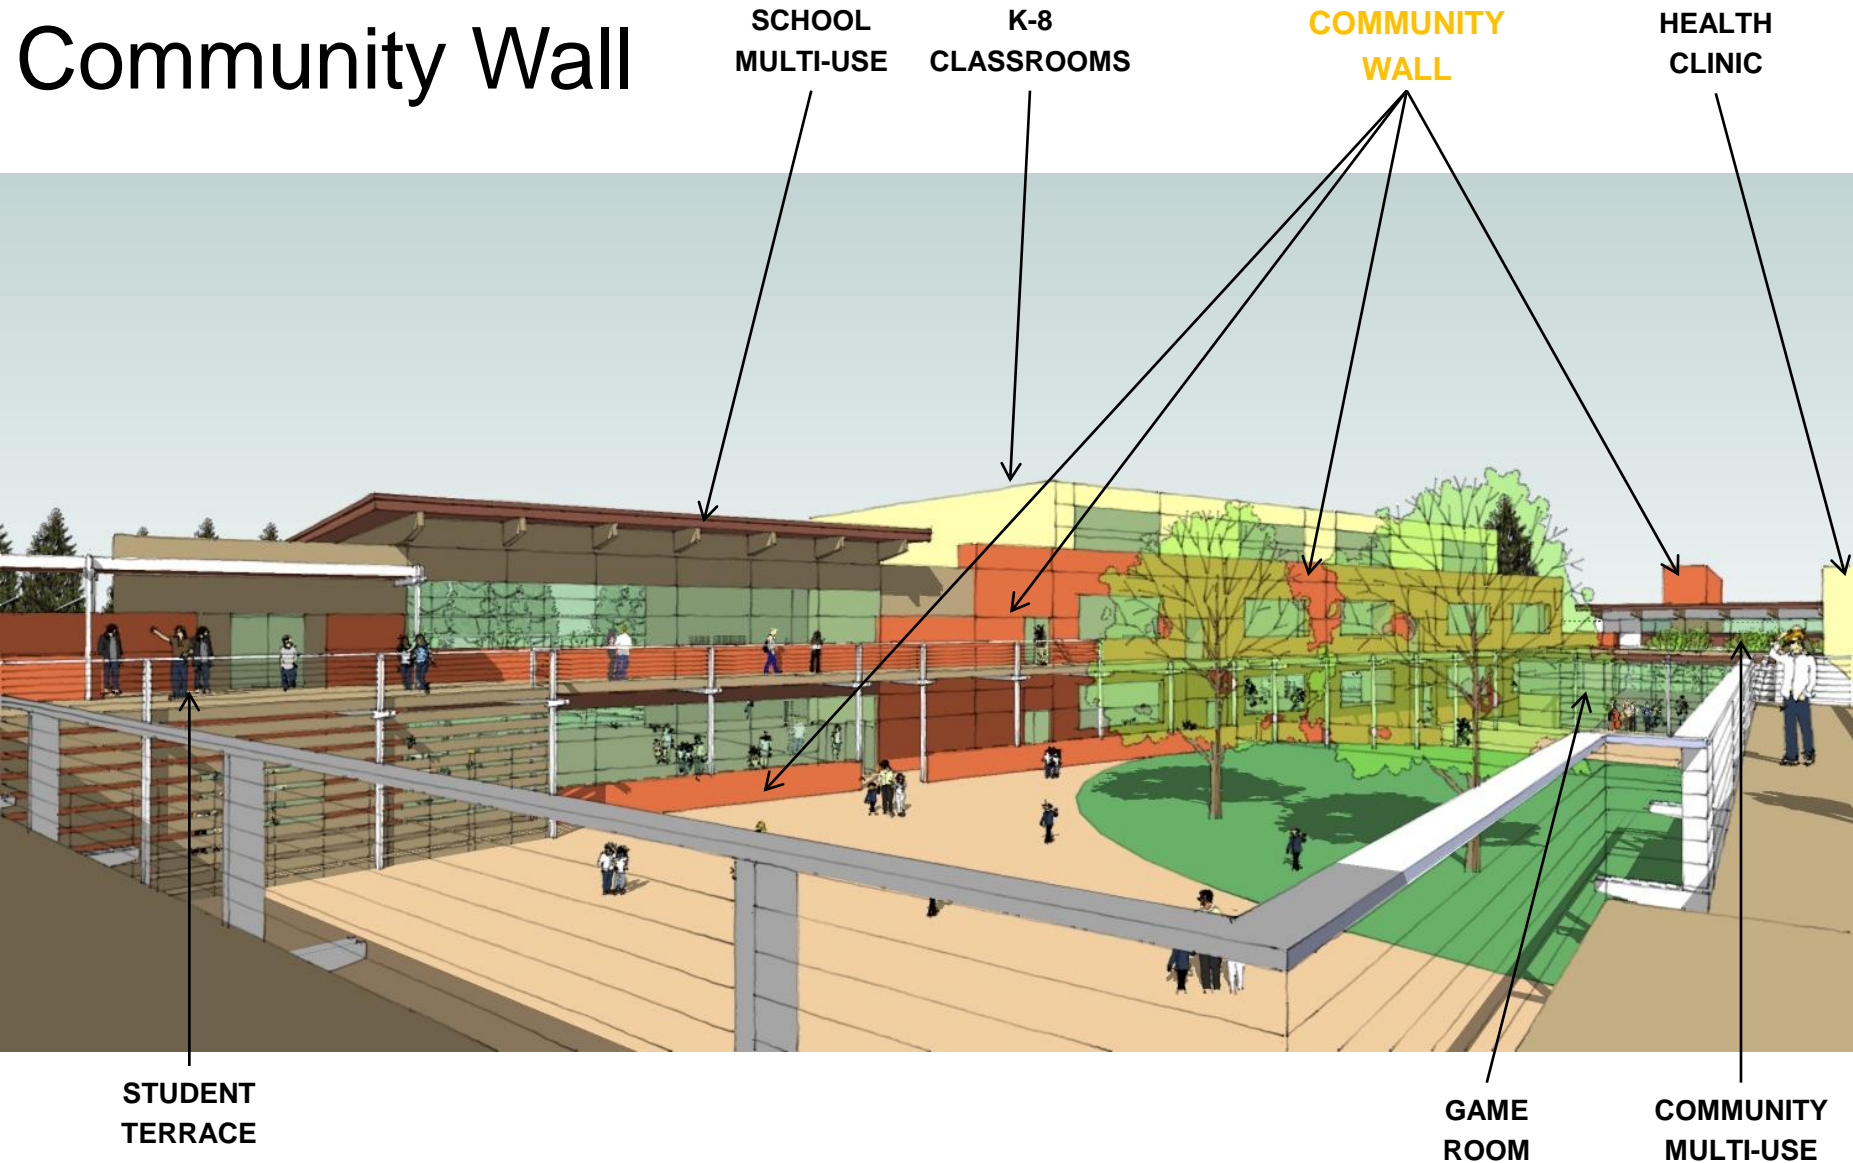 Community Wall
SCHOOL
MULTI-USE
K-8
CLASSROOMS
COMMUNITY
WALL
HEALTH
CLINIC
STUDENT
TERRACE
GAME
ROOM
COMMUNITY
MULTI-USE